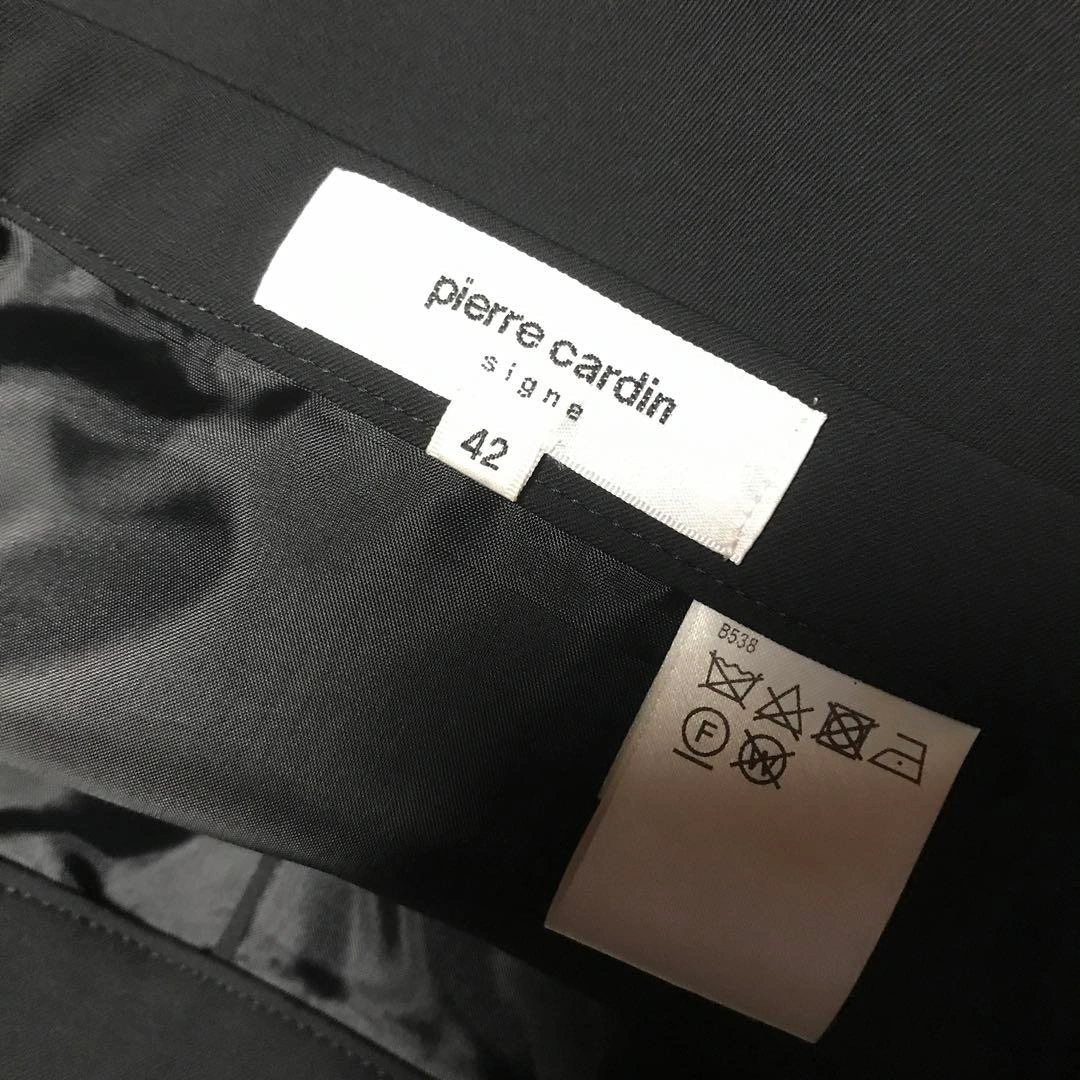 pierre cardin
signe
42
B538
F
W